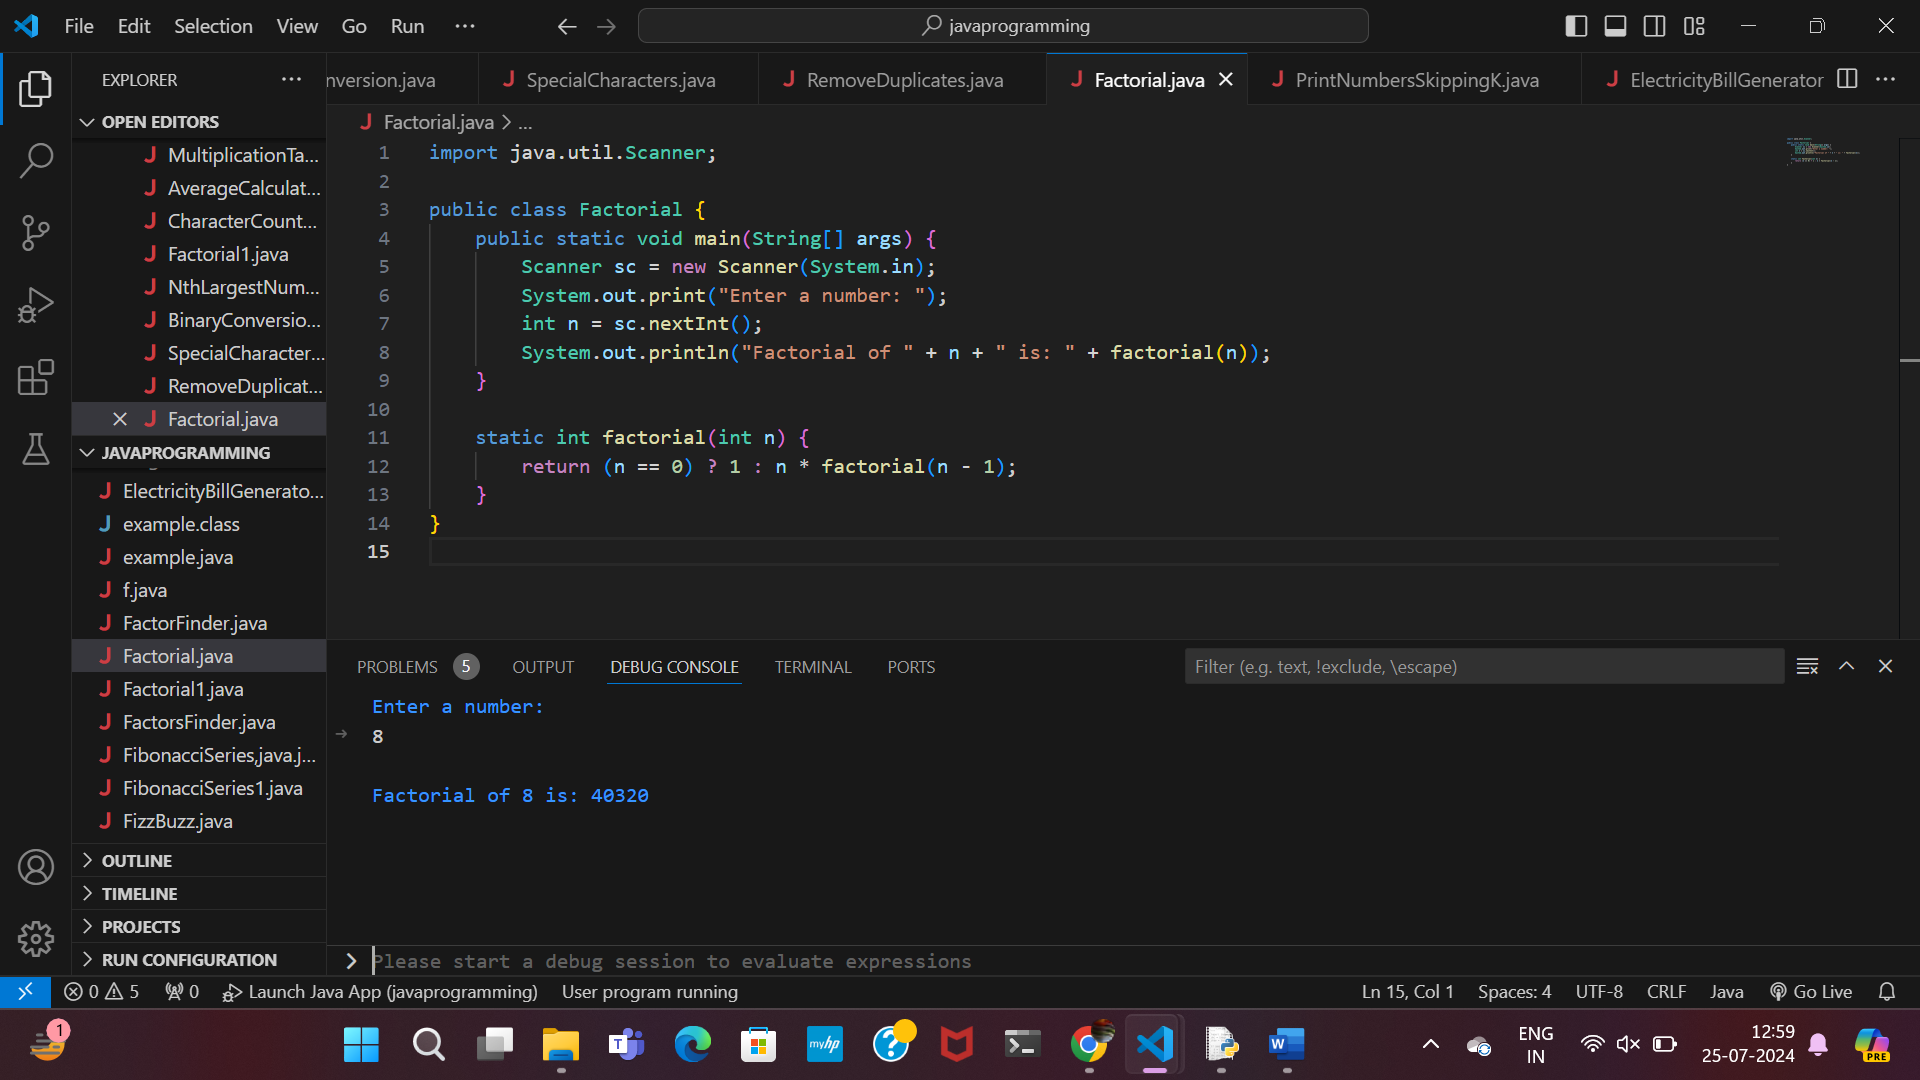 File Edit Selection View Go Run ...
javaprogramming
EXPLORER ...
nversion.java SpecialCharacters.java RemoveDuplicates.java Factorial.java PrintNumbersSkippingK.java ElectricityBillGenerator ...
OPEN EDITORS
MultiplicationTa...
AverageCalculat...
CharacterCount...
Factorial1.java
NthLargestNum...
BinaryConversio...
SpecialCharacter...
RemoveDuplicat...
Factorial.java
JAVAPROGRAMMING
ElectricityBillGenerato...
example.class
example.java
f.java
FactorFinder.java
Factorial.java
Factorial1.java
FactorsFinder.java
FibonacciSeries,java.j...
FibonacciSeries1.java
FizzBuzz.java
OUTLINE
TIMELINE
PROJECTS
RUN CONFIGURATION
Factorial.java > ...
1 import java.util.Scanner;
2
3 public class Factorial {
4 public static void main(String[] args) {
5 Scanner sc = new Scanner(System.in);
6 System.out.print("Enter a number: ");
7 int n = sc.nextInt();
8 System.out.println("Factorial of " + n + " is: " + factorial(n));
9 }
10
11 static int factorial(int n) {
12 return (n == 0) ? 1 : n * factorial(n - 1);
13 }
14 }
15
PROBLEMS 5 OUTPUT DEBUG CONSOLE TERMINAL PORTS Filter (e.g. text, !exclude, \escape)
Enter a number:
8
Factorial of 8 is: 40320
> Please start a debug session to evaluate expressions
0 5 0 Launch Java App (javaprogramming) User program running Ln 15, Col 1 Spaces: 4 UTF-8 CRLF Java Go Live
1
T
myhp
?
W
ENG
IN
12:59
25-07-2024
PRE